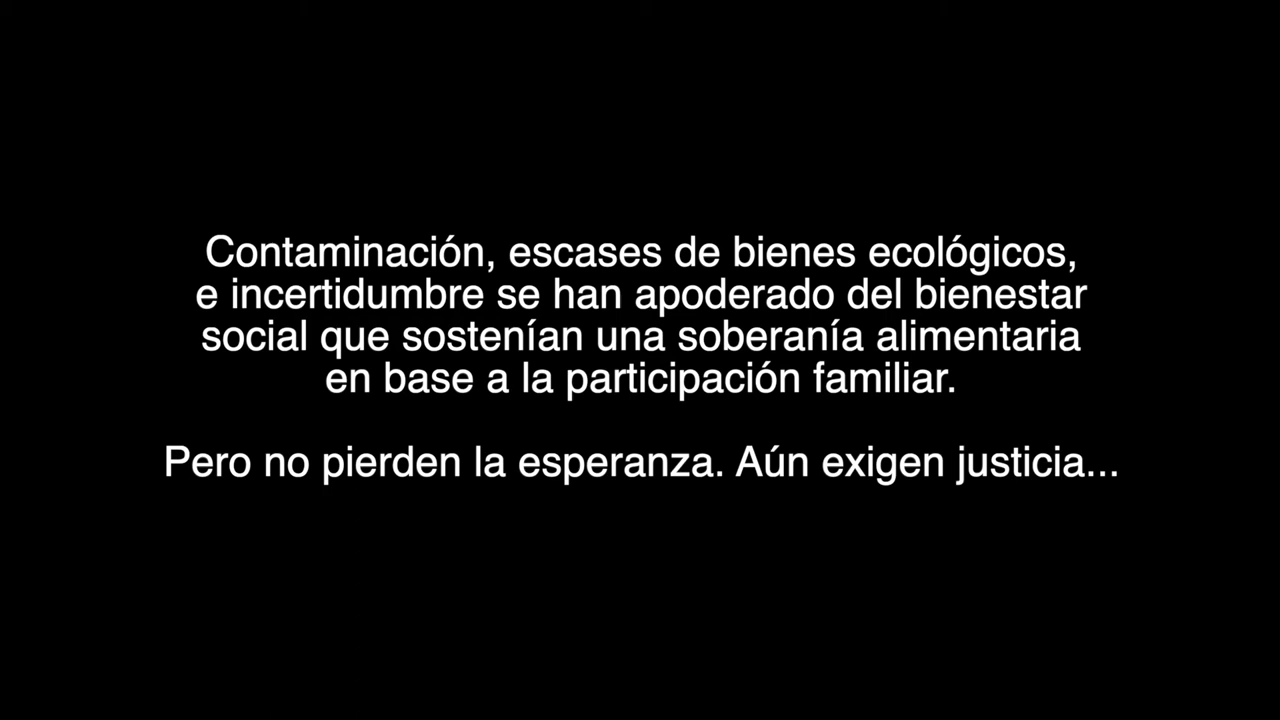 Contaminación, escases de bienes ecológicos,
e incertidumbre se han apoderado del bienestar
social que sostenían una soberanía alimentaria
en base a la participación familiar.
Pero no pierden la esperanza. Aún exigen justicia...